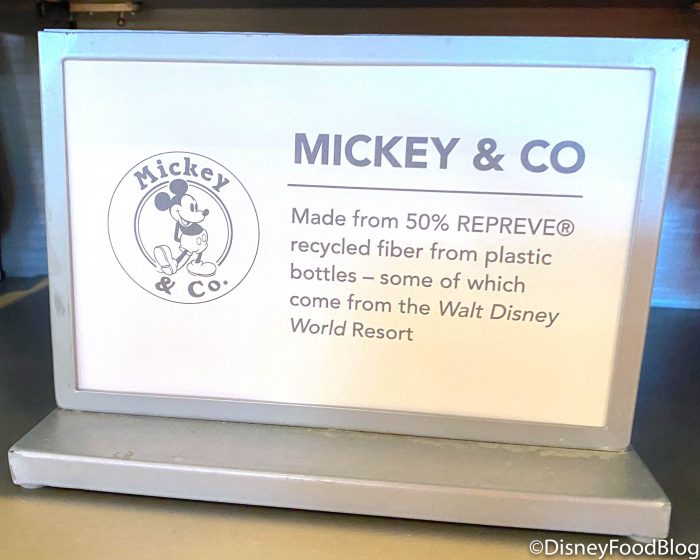 Mickey
& Co.
MICKEY & CO
Made from 50% REPREVE®
recycled fiber from plastic
bottles – some of which
come from the Walt Disney
World Resort
©DisneyFoodBlog